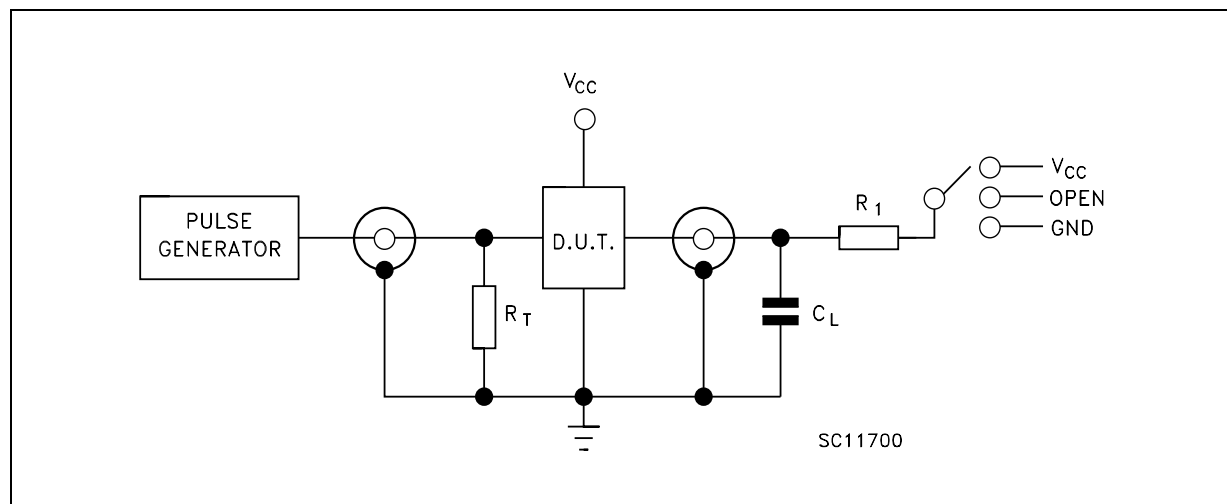 VCC
PULSE
GENERATOR
RT
D.U.T.
CL
R1
VCC
OPEN
GND
SC11700